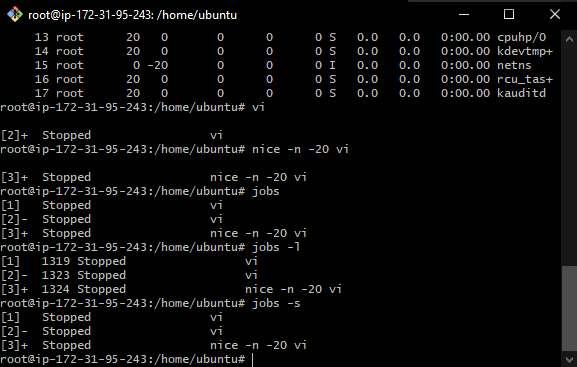 root@ip-172-31-95-243: /home/ubuntu
13 root 20 0 0 0 0 S 0.0 0.0 0:00.00 cpuhp/0
14 root 20 0 0 0 0 S 0.0 0.0 0:00.00 kdevtmp+
15 root 0 -20 0 0 0 I 0.0 0.0 0:00.00 netns
16 root 20 0 0 0 0 S 0.0 0.0 0:00.00 rcu_tas+
17 root 20 0 0 0 0 S 0.0 0.0 0:00.00 kauditd
root@ip-172-31-95-243:/home/ubuntu# vi
[2]+  Stopped                 vi
root@ip-172-31-95-243:/home/ubuntu# nice -n -20 vi
[3]+  Stopped                 nice -n -20 vi
root@ip-172-31-95-243:/home/ubuntu# jobs
[1]   Stopped                 vi
[2]-  Stopped                 vi
[3]+  Stopped                 nice -n -20 vi
root@ip-172-31-95-243:/home/ubuntu# jobs -l
[1]   1319 Stopped                 vi
[2]-  1323 Stopped                 vi
[3]+  1324 Stopped                 nice -n -20 vi
root@ip-172-31-95-243:/home/ubuntu# jobs -s
[1]   Stopped                 vi
[2]-  Stopped                 vi
[3]+  Stopped                 nice -n -20 vi
root@ip-172-31-95-243:/home/ubuntu#